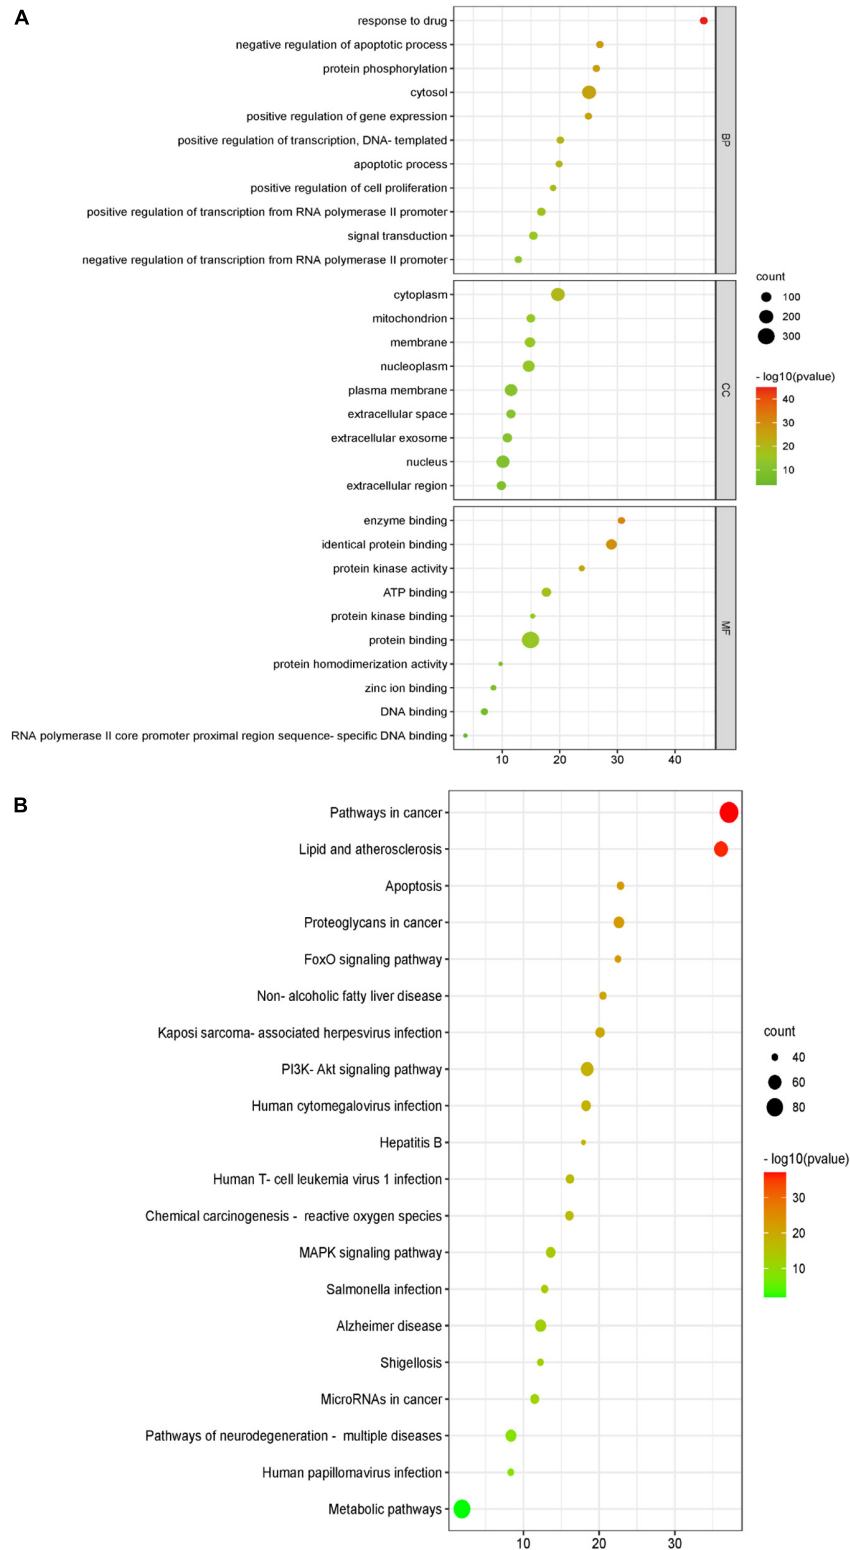 A
response to drug
negative regulation of apoptotic process
protein phosphorylation
cytosol
positive regulation of gene expression
positive regulation of transcription, DNA- templated
apoptotic process
positive regulation of cell proliferation
positive regulation of transcription from RNA polymerase II promoter
signal transduction
negative regulation of transcription from RNA polymerase II promoter
BP
cytoplasm
mitochondrion
membrane
nucleoplasm
plasma membrane
extracellular space
extracellular exosome
nucleus
extracellular region
CC
enzyme binding
identical protein binding
protein kinase activity
ATP binding
protein kinase binding
protein binding
protein homodimerization activity
zinc ion binding
DNA binding
RNA polymerase II core promoter proximal region sequence- specific DNA binding
MF
10 20 30 40
count
100
200
300
- log10(pvalue)
40
30
20
10
B
Pathways in cancer
Lipid and atherosclerosis
Apoptosis
Proteoglycans in cancer
FoxO signaling pathway
Non- alcoholic fatty liver disease
Kaposi sarcoma- associated herpesvirus infection
PI3K- Akt signaling pathway
Human cytomegalovirus infection
Hepatitis B
Human T- cell leukemia virus 1 infection
Chemical carcinogenesis - reactive oxygen species
MAPK signaling pathway
Salmonella infection
Alzheimer disease
Shigellosis
MicroRNAs in cancer
Pathways of neurodegeneration - multiple diseases
Human papillomavirus infection
Metabolic pathways
10 20 30
count
40
60
80
- log10(pvalue)
30
20
10